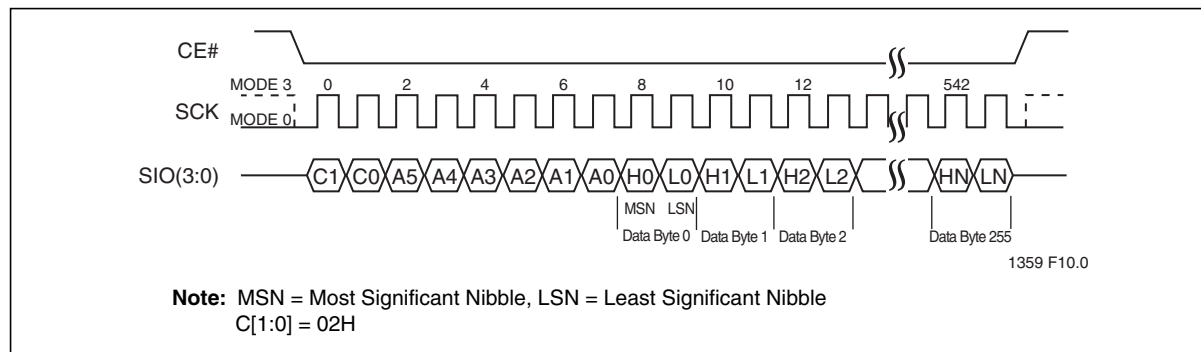 CE#
MODE 3 0 2 4 6 8 10 12 542
SCK
MODE 0
SIO(3:0) C1 C0 A5 A4 A3 A2 A1 A0 H0 L0 H1 L1 H2 L2 HN LN
MSN LSN
Data Byte 0 Data Byte 1 Data Byte 2 Data Byte 255
1359 F10.0
Note: MSN = Most Significant Nibble, LSN = Least Significant Nibble
C[1:0] = 02H